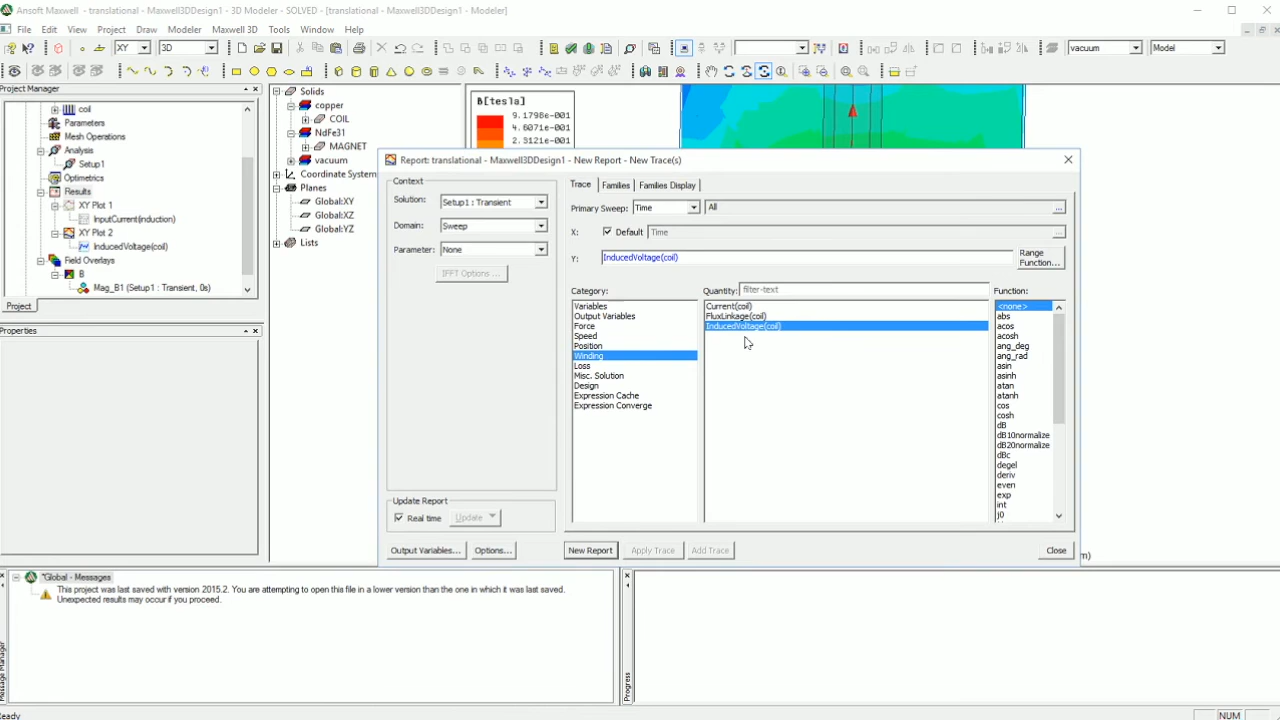 Ansoft Maxwell - translational - Maxwell3DDesign1 - 3D Modeler - SOLVED - [translational - Maxwell3DDesign1 - Modeler]
File Edit View Project Draw Modeler Maxwell 3D Tools Window Help
XY 3D vacuum Model
Project Manager
coil
Parameters
Mesh Operations
Analysis
Setup1
Optimetrics
Results
XY Plot 1
InputCurrent(induction)
XY Plot 2
InducedVoltage(coil)
Field Overlays
B
Mag_B1 (Setup1 : Transient, 0s)
Project
Properties
Solids
copper
COIL
NdFe31
MAGNET
vacuum
Coordinate System
Planes
Global:XY
Global:XZ
Global:YZ
Lists
B[tesla]
9.1798e-001
4.6071e-001
2.3121e-001
Report: translational - Maxwell3DDesign1 - New Report - New Trace(s)
Context
Solution: Setup1 : Transient
Domain: Sweep
Parameter: None
IFFT Options ...
Update Report
Real time Update
Output Variables... Options...
Trace Families Families Display
Primary Sweep: Time All ...
X: Default Time ...
Y: InducedVoltage(coil)
Range
Function...
Category:
Variables
Output Variables
Force
Speed
Position
Winding
Loss
Misc. Solution
Design
Expression Cache
Expression Converge
Quantity: filter-text
Current(coil)
FluxLinkage(coil)
InducedVoltage(coil)
Function:
<none>
abs
acos
acosh
ang_deg
ang_rad
asin
asinh
atan
atanh
cos
cosh
dB
dB10normalize
dB20normalize
dBc
degel
deriv
even
exp
int
j0
New Report Apply Trace Add Trace Close
m)
*Global - Messages
This project was last saved with version 2015.2. You are attempting to open this file in a lower version than the one in which it was last saved.
Unexpected results may occur if you proceed.
Message Manager
Progress
Ready
NUM